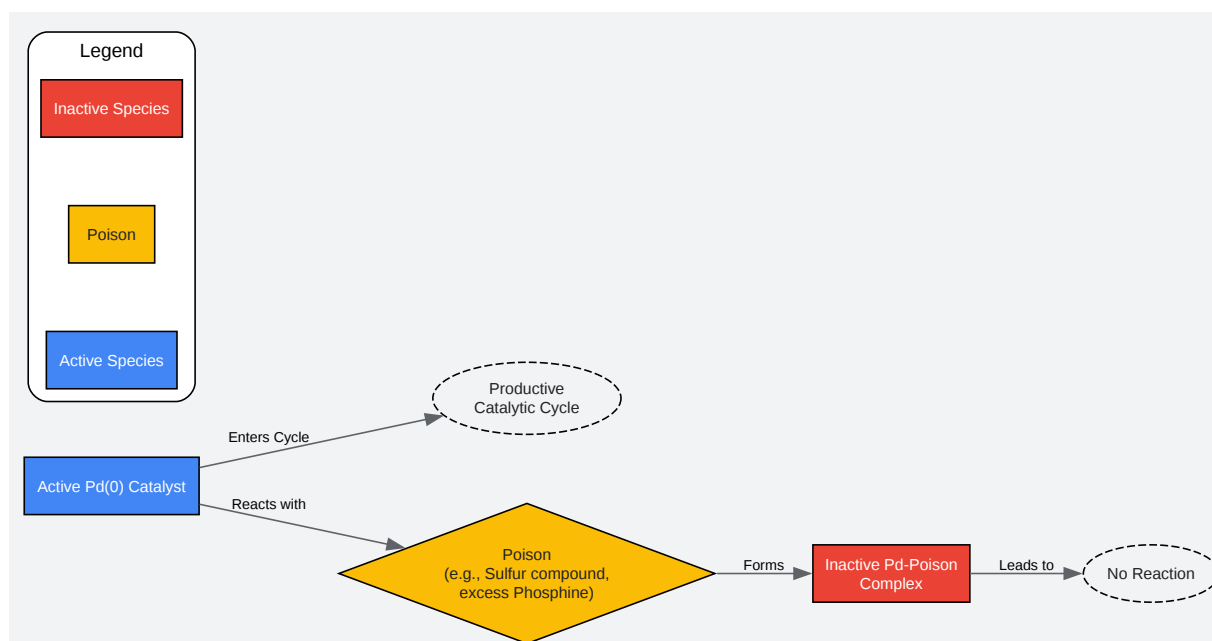 Legend
Inactive Species
Poison
Active Species
Productive
Catalytic Cycle
Enters Cycle
Active Pd(0) Catalyst
Reacts with
Poison
(e.g., Sulfur compound,
excess Phosphine)
Forms
Inactive Pd-Poison
Complex
Leads to
No Reaction